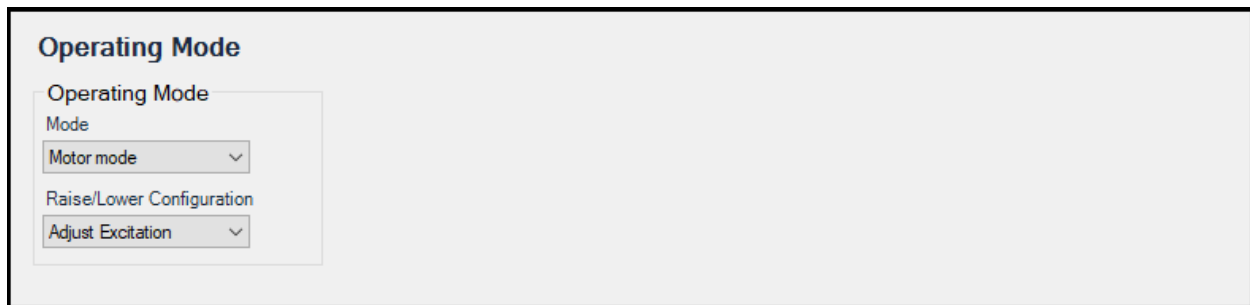 Operating Mode
Operating Mode
Mode
Motor mode
Raise/Lower Configuration
Adjust Excitation